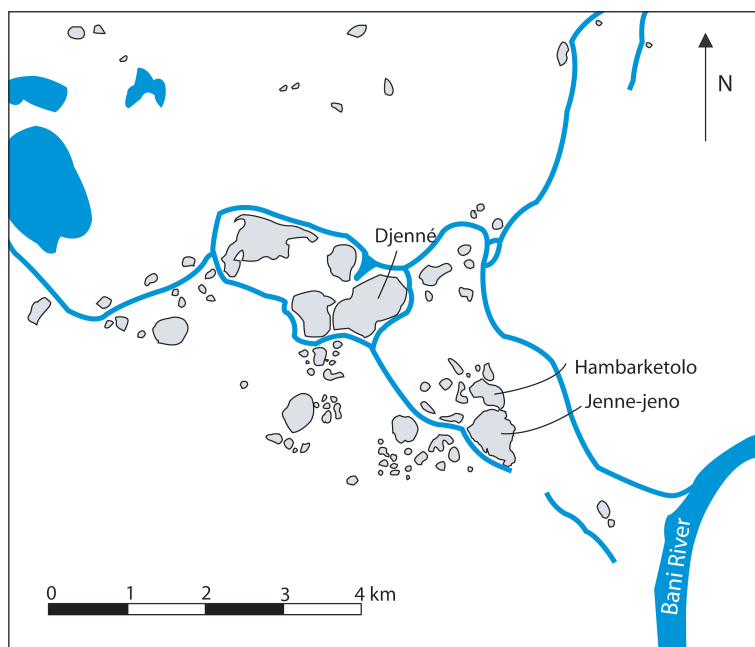 N
Djenné
Hambarketolo
Jenne-jeno
Bani River
0 1 2 3 4 km